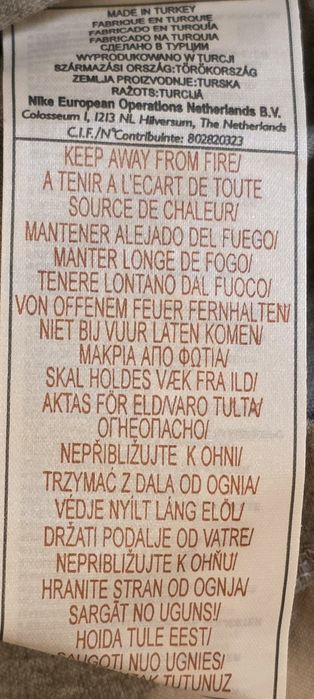 MADE IN TURKEY
FABRIQUE EN TURQUIE
FABRICADO EN TURQUÍA
FABRICADO NA TURQUIA
СДЕЛАНО В ТУРЦИИ
WYPRODUKOWANO W TURCJI
SZÁRMAZÁSI ORSZÁG:TÖRÖKORSZÁG
ZEMLJA PROIZVODNJE:TURSKA
RAŽOTS:TURCIJĀ
Nike European Operations Netherlands B.V.
Colosseum 1, 1213 NL Hilversum, The Netherlands
C.I.F./N°Contribuinte: 802820323
KEEP AWAY FROM FIRE/
A TENIR A L'ECART DE TOUTE
SOURCE DE CHALEUR/
MANTENER ALEJADO DEL FUEGO/
MANTER LONGE DE FOGO/
TENERE LONTANO DAL FUOCO/
VON OFFENEM FEUER FERNHALTEN/
NIET BIJ VUUR LATEN KOMEN/
ΜΑΚΡΙΑ ΑΠΟ ΦΩΤΙΑ/
SKAL HOLDES VÆK FRA ILD/
AKTAS FÖR ELD/VARO TULTA/
ОГНЕОПАСНО/
NEPŘIBLIŽUJTE K OHNI/
TRZYMAĆ Z DALA OD OGNIA/
VÉDJE NYÍLT LÁNG ELŐL/
DRŽATI PODALJE OD VATRE/
NEPRIBLIŽUJTE K OHŇU/
HRANITE STRAN OD OGNJA/
SARGĀT NO UGUNS!/
HOIDA TULE EEST/
SAUGOTI NUO UGNIES/
TUTUNUZ